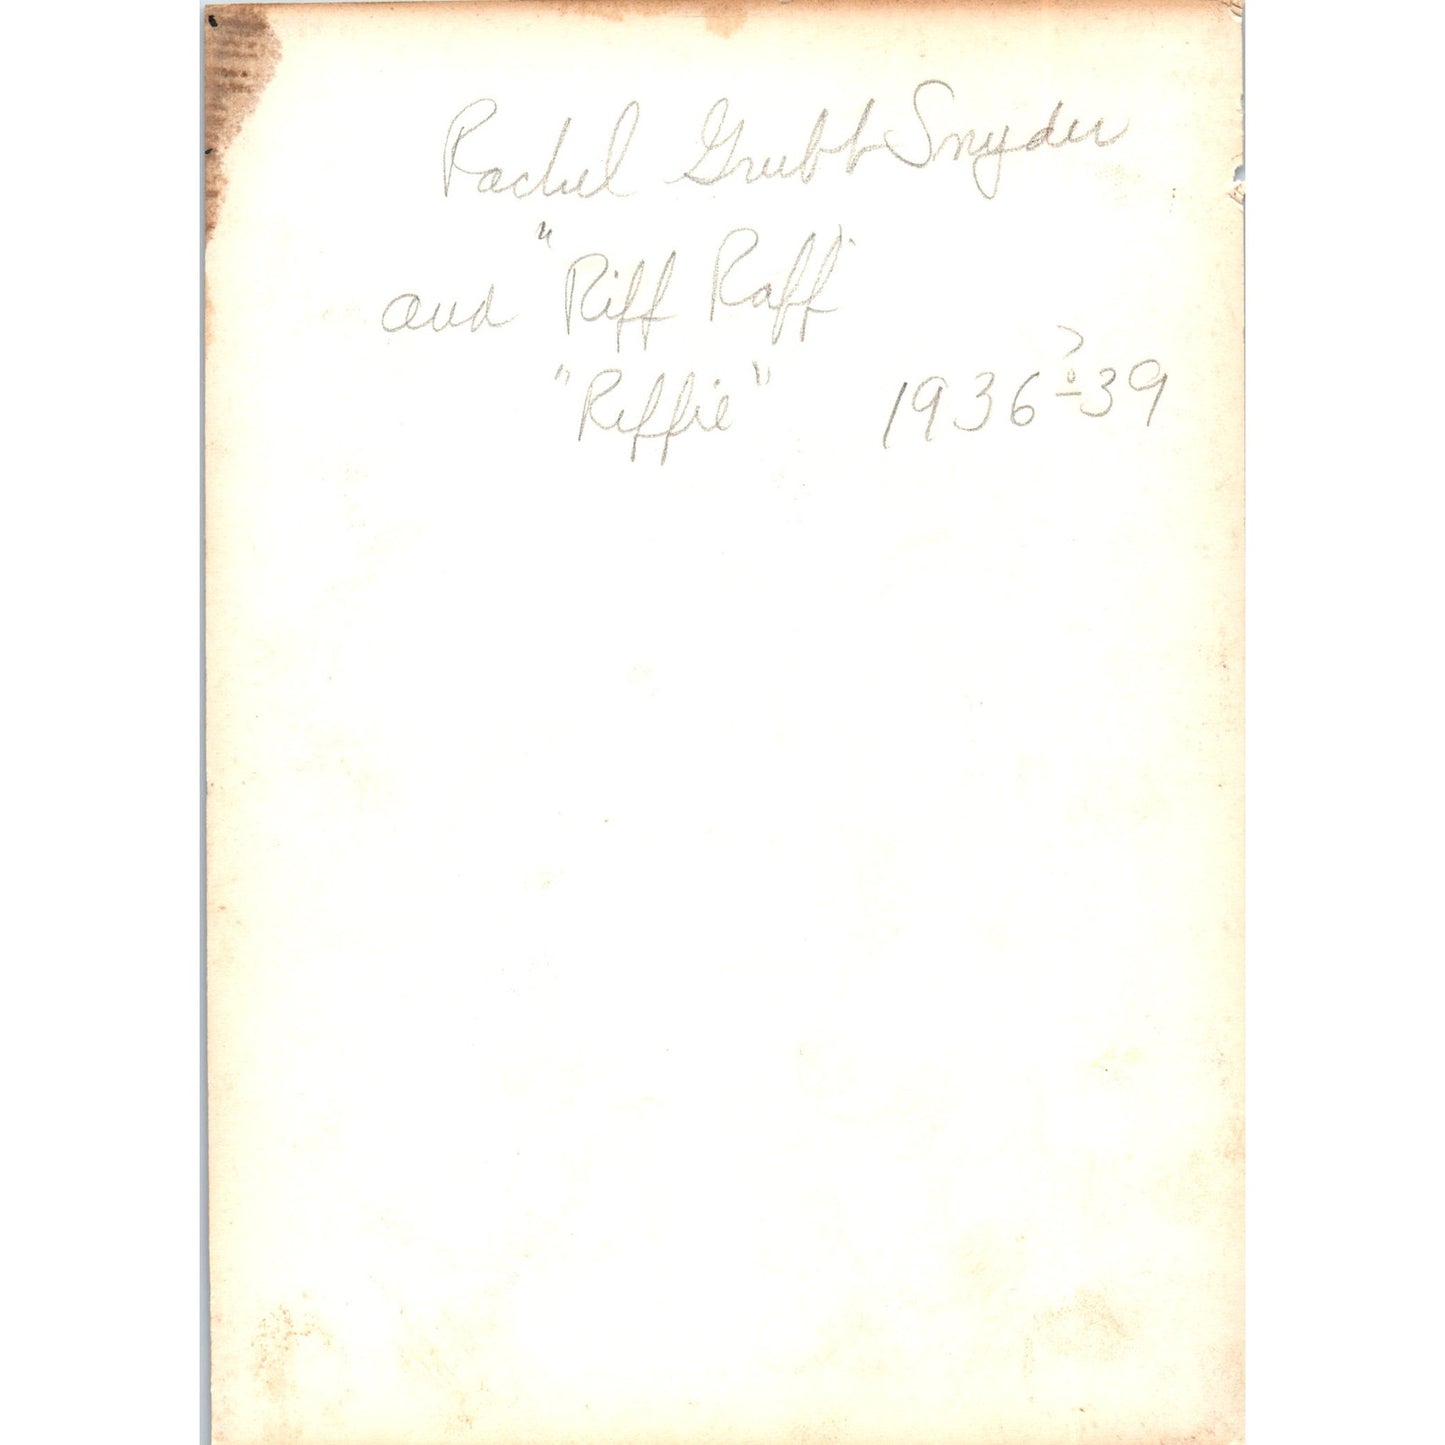 Rachel Grubb Snyder
and "Riff Raff"
"Riffie" 1936?-39